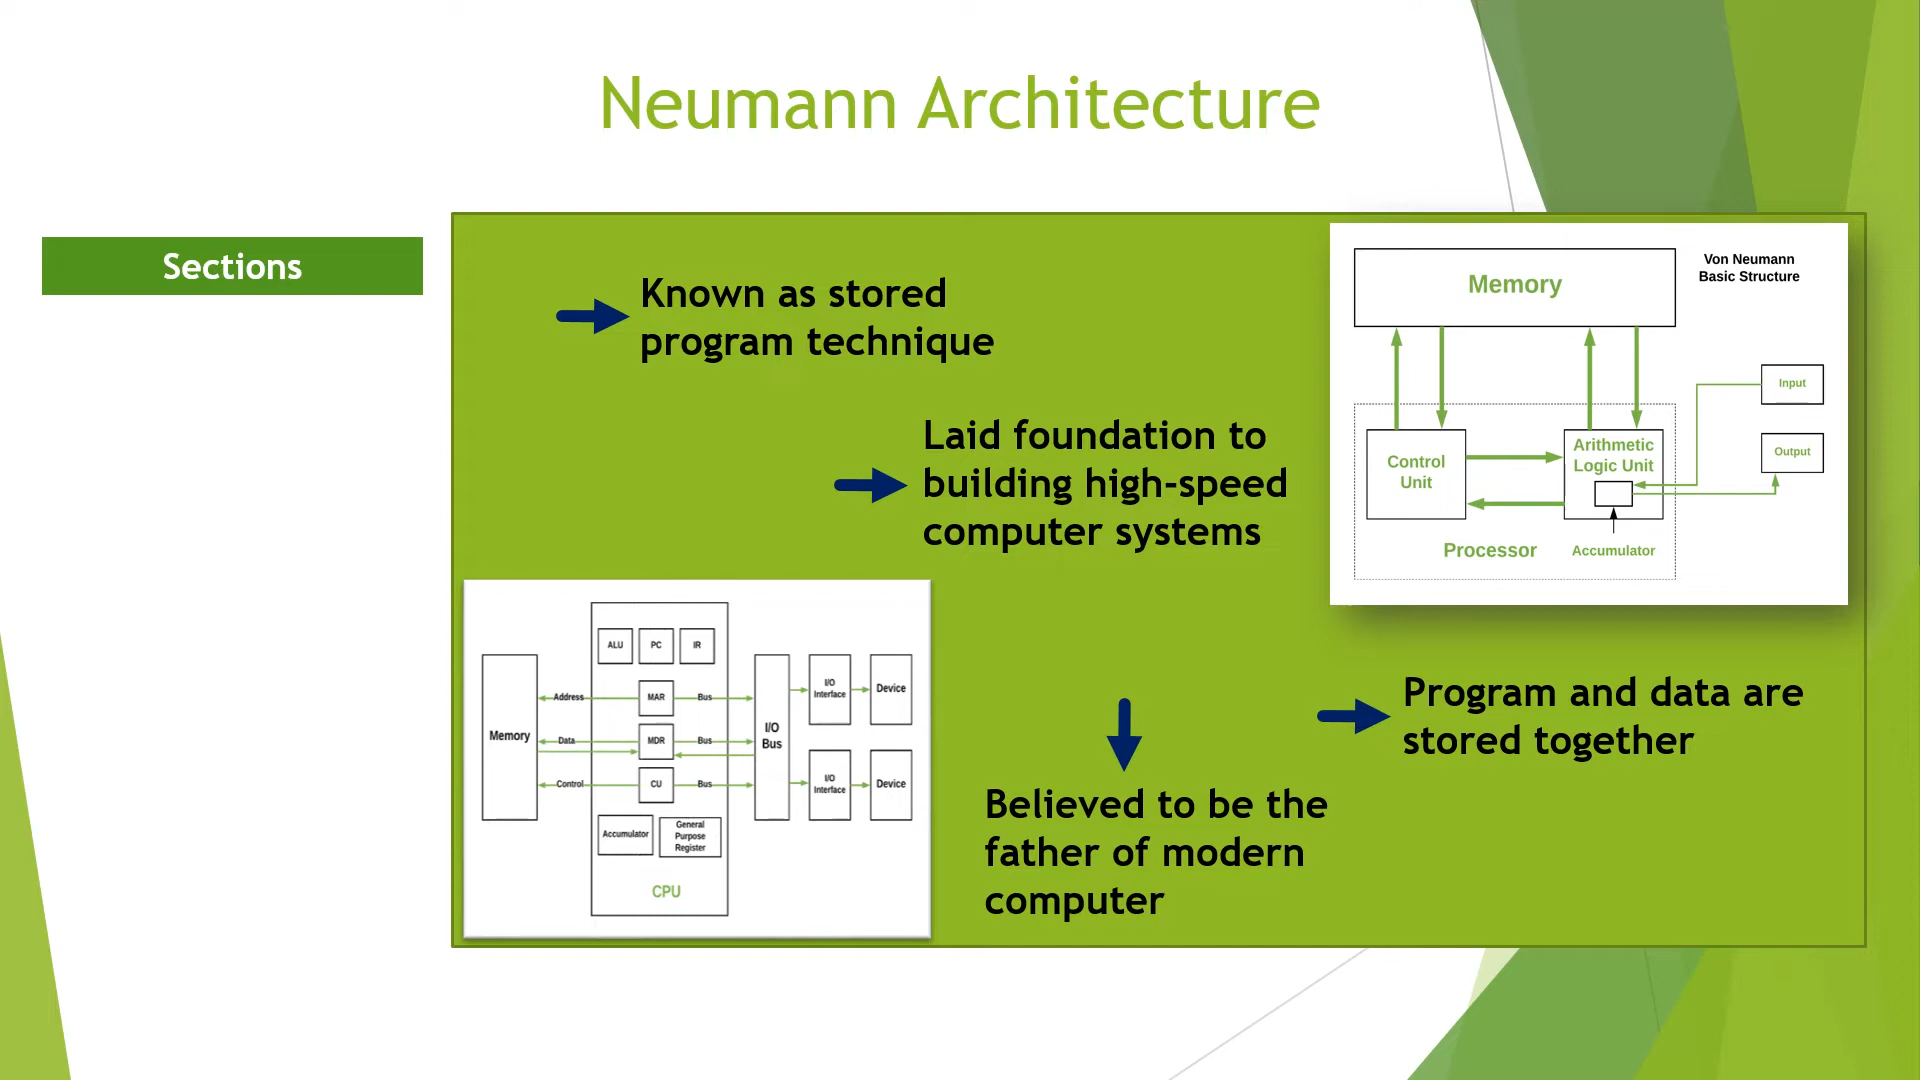 Neumann Architecture
Sections
Known as stored
program technique
Laid foundation to
building high-speed
computer systems
Von Neumann
Basic Structure
Memory
Input
Output
Control
Unit
Arithmetic
Logic Unit
Processor
Accumulator
ALU
PC
IR
Address
MAR
Bus
Memory
Data
MDR
Bus
Control
CU
Bus
I/O
Bus
I/O
Interface
Device
I/O
Interface
Device
Accumulator
General
Purpose
Register
CPU
Program and data are
stored together
Believed to be the
father of modern
computer